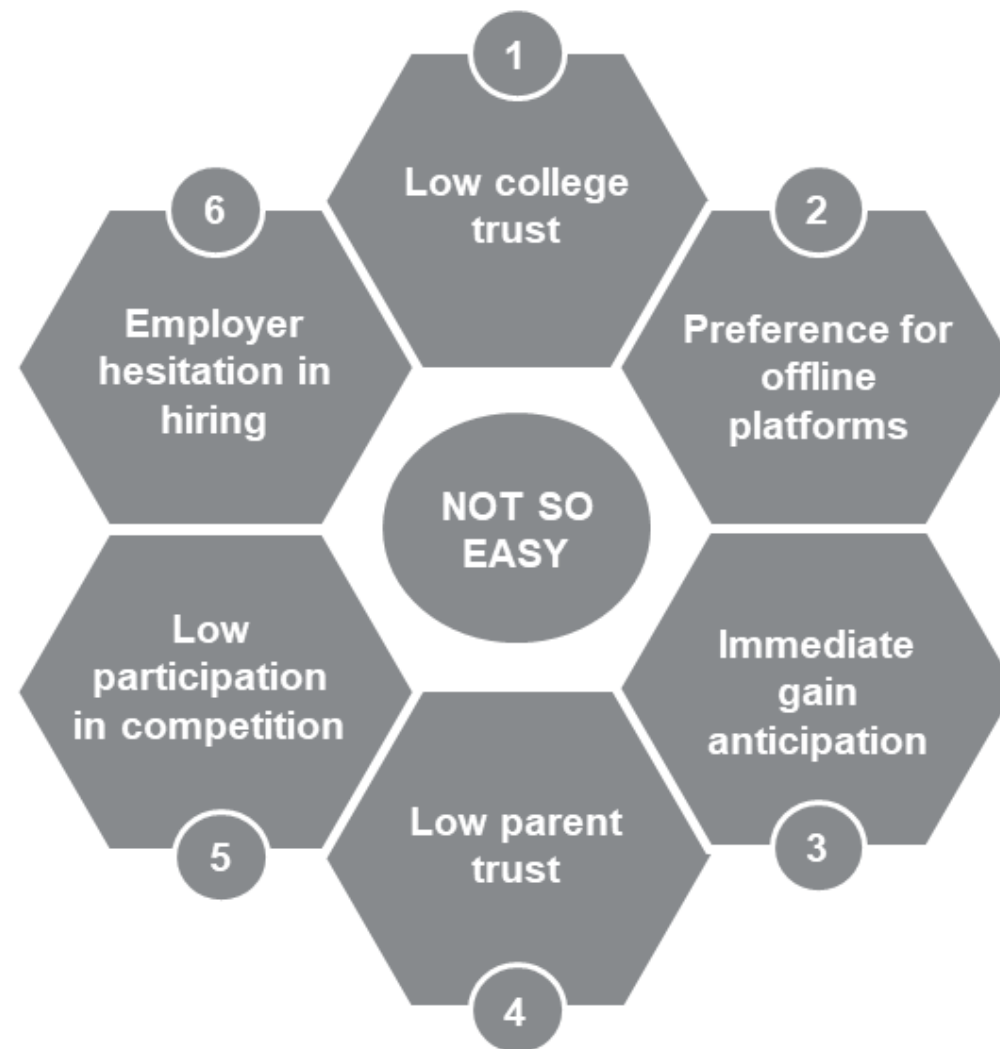 1
Low college
trust
2
Preference for
offline
platforms
3
Immediate
gain
anticipation
4
Low parent
trust
5
Low
participation
in competition
6
Employer
hesitation in
hiring
NOT SO
EASY